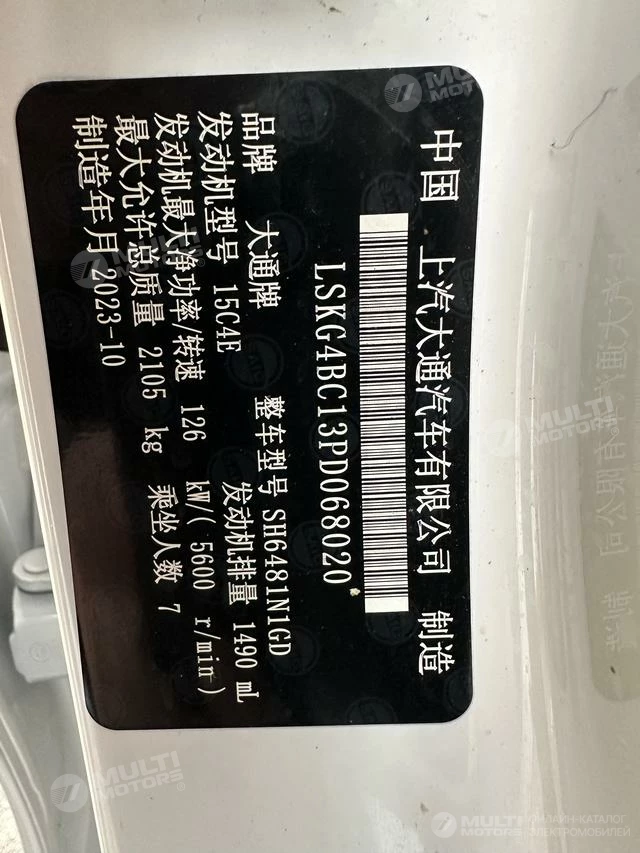 中国 上汽大通汽车有限公司 制造
LSKG4BC13PD068020
品牌 大通牌 整车型号 SH6481N1GD
发动机型号 15C4E 发动机排量 1490 mL
发动机最大净功率/转速 126 kW/( 5600 r/min)
最大允许总质量 2105 kg 乘坐人数 7
制造年月 2023-10
MULTI MOTORS
ОНЛАЙН-КАТАЛОГ
ЭЛЕКТРОМОБИЛЕЙ